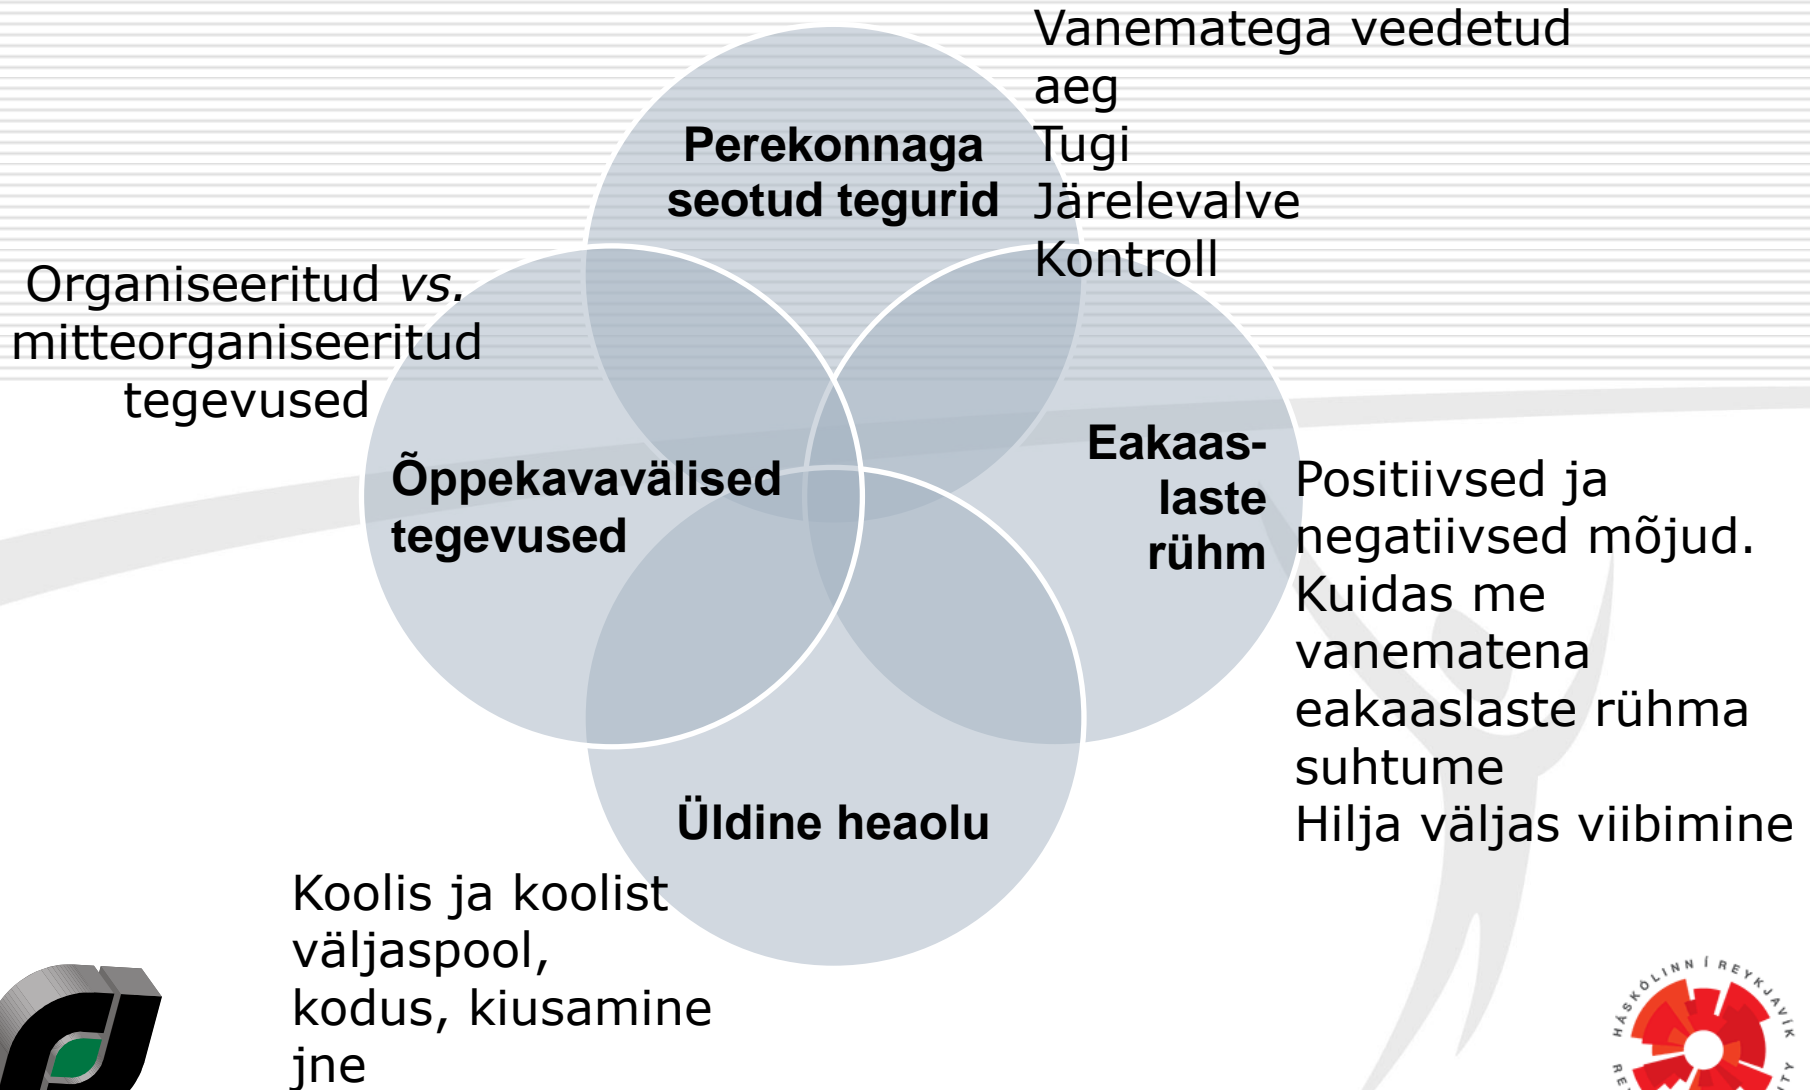 Vanematega veedetud
aeg
Tugi
Järelevalve
Kontroll
Perekonnaga
seotud tegurid
Organiseeritud vs.
mitteorganiseeritud
tegevused
Õppekavavälised
tegevused
Eakaas-
laste
rühm
Positiivsed ja
negatiivsed mõjud.
Kuidas me
vanematena
eakaaslaste rühma
suhtume
Hilja väljas viibimine
Üldine heaolu
Koolis ja koolist
väljaspool,
kodus, kiusamine
jne
HÁSKÓLINN Í REYKJAVÍK